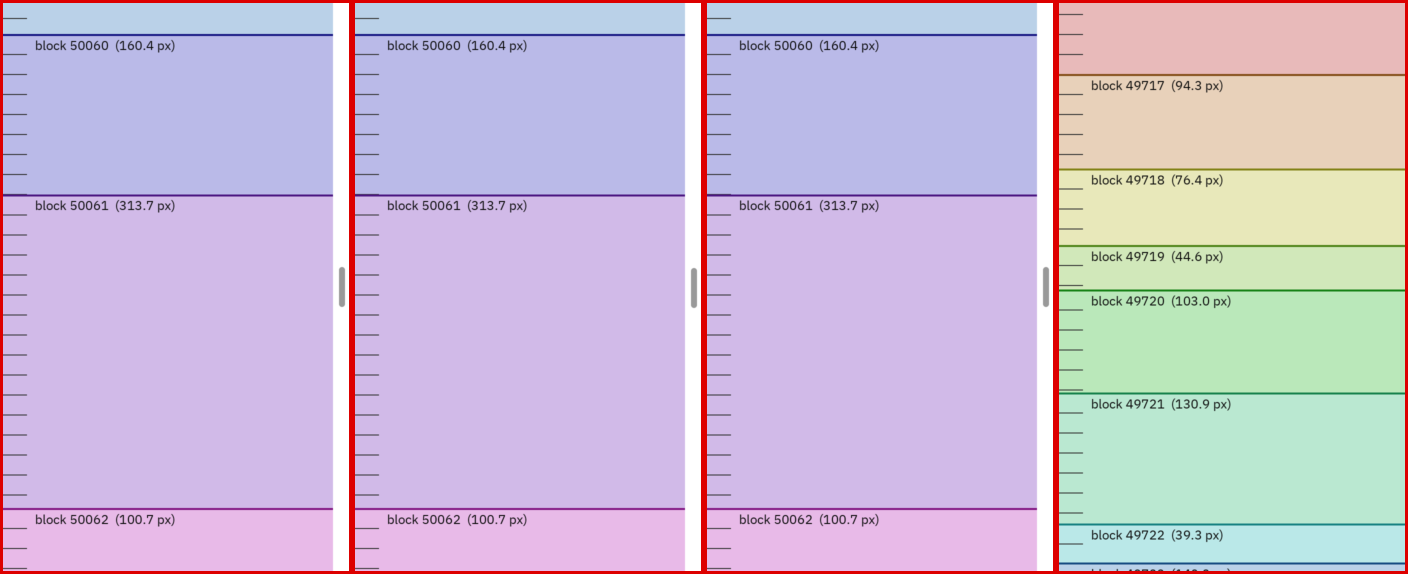 block 50060 (160.4 px)
block 50061 (313.7 px)
block 50062 (100.7 px)
block 50060 (160.4 px)
block 50061 (313.7 px)
block 50062 (100.7 px)
block 50060 (160.4 px)
block 50061 (313.7 px)
block 50062 (100.7 px)
block 49717 (94.3 px)
block 49718 (76.4 px)
block 49719 (44.6 px)
block 49720 (103.0 px)
block 49721 (130.9 px)
block 49722 (39.3 px)